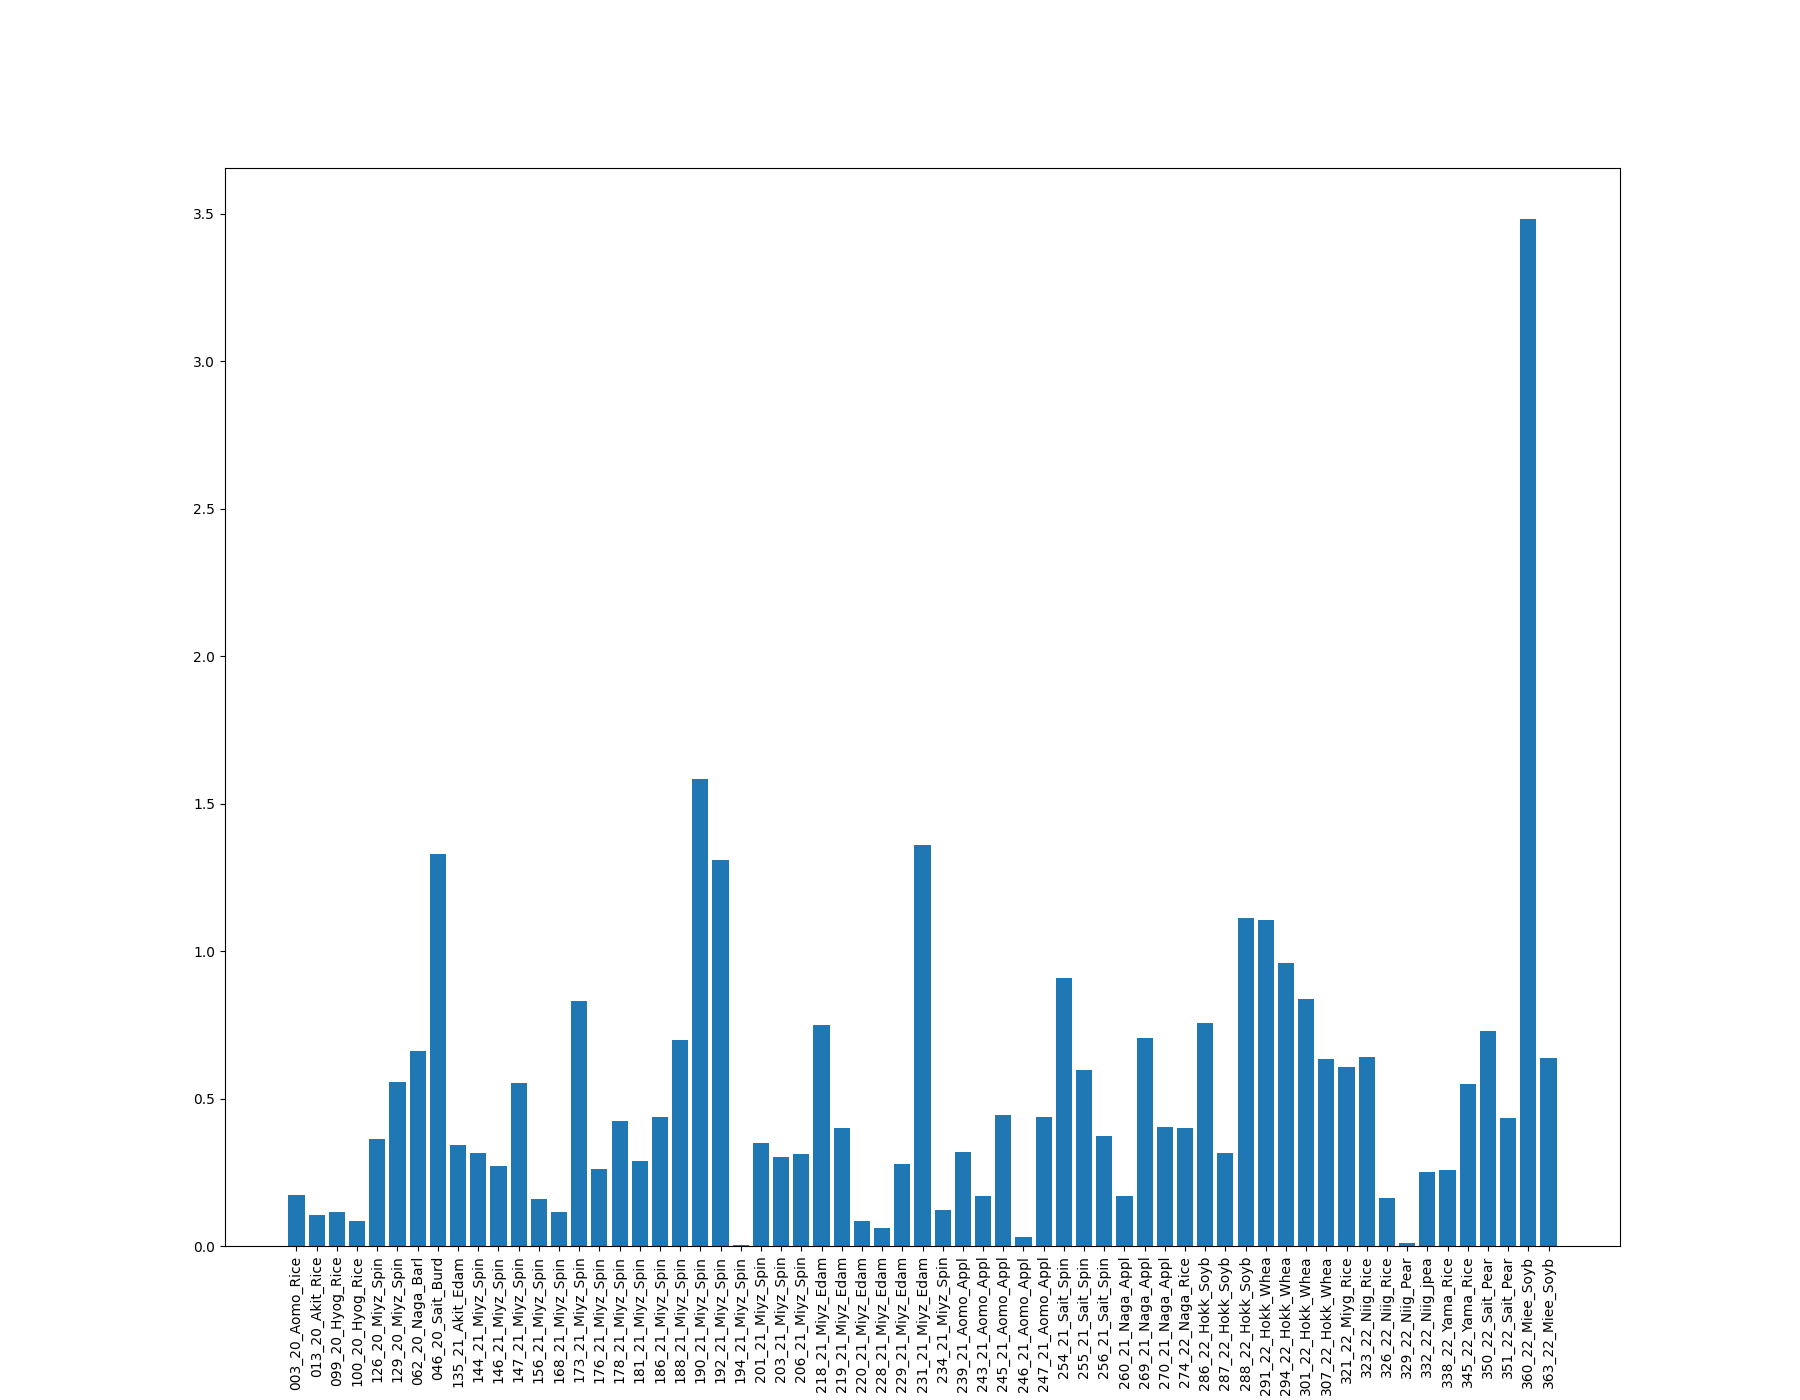 3.5
3.0
2.5
2.0
1.5
1.0
0.5
0.0
003_20_Aomo_Rice
013_20_Akit_Rice
099_20_Hyog_Rice
100_20_Hyog_Rice
126_20_Miyz_Spin
129_20_Miyz_Spin
062_20_Naga_Barl
046_20_Sait_Burd
135_21_Akit_Edam
144_21_Miyz_Spin
146_21_Miyz_Spin
147_21_Miyz_Spin
156_21_Miyz_Spin
168_21_Miyz_Spin
173_21_Miyz_Spin
176_21_Miyz_Spin
178_21_Miyz_Spin
181_21_Miyz_Spin
186_21_Miyz_Spin
188_21_Miyz_Spin
190_21_Miyz_Spin
192_21_Miyz_Spin
194_21_Miyz_Spin
201_21_Miyz_Spin
203_21_Miyz_Spin
206_21_Miyz_Spin
218_21_Miyz_Edam
219_21_Miyz_Edam
220_21_Miyz_Edam
228_21_Miyz_Edam
229_21_Miyz_Edam
231_21_Miyz_Edam
234_21_Miyz_Spin
239_21_Aomo_Appl
243_21_Aomo_Appl
245_21_Aomo_Appl
246_21_Aomo_Appl
247_21_Aomo_Appl
254_21_Sait_Spin
255_21_Sait_Spin
256_21_Sait_Spin
260_21_Naga_Appl
269_21_Naga_Appl
270_21_Naga_Appl
274_22_Naga_Rice
286_22_Hokk_Soyb
287_22_Hokk_Soyb
288_22_Hokk_Soyb
291_22_Hokk_Whea
294_22_Hokk_Whea
301_22_Hokk_Whea
307_22_Hokk_Whea
321_22_Miyg_Rice
323_22_Niig_Rice
326_22_Niig_Rice
329_22_Niig_Pear
332_22_Niig_jpea
338_22_Yama_Rice
345_22_Yama_Rice
350_22_Sait_Pear
351_22_Sait_Pear
360_22_Miee_Soyb
363_22_Miee_Soyb